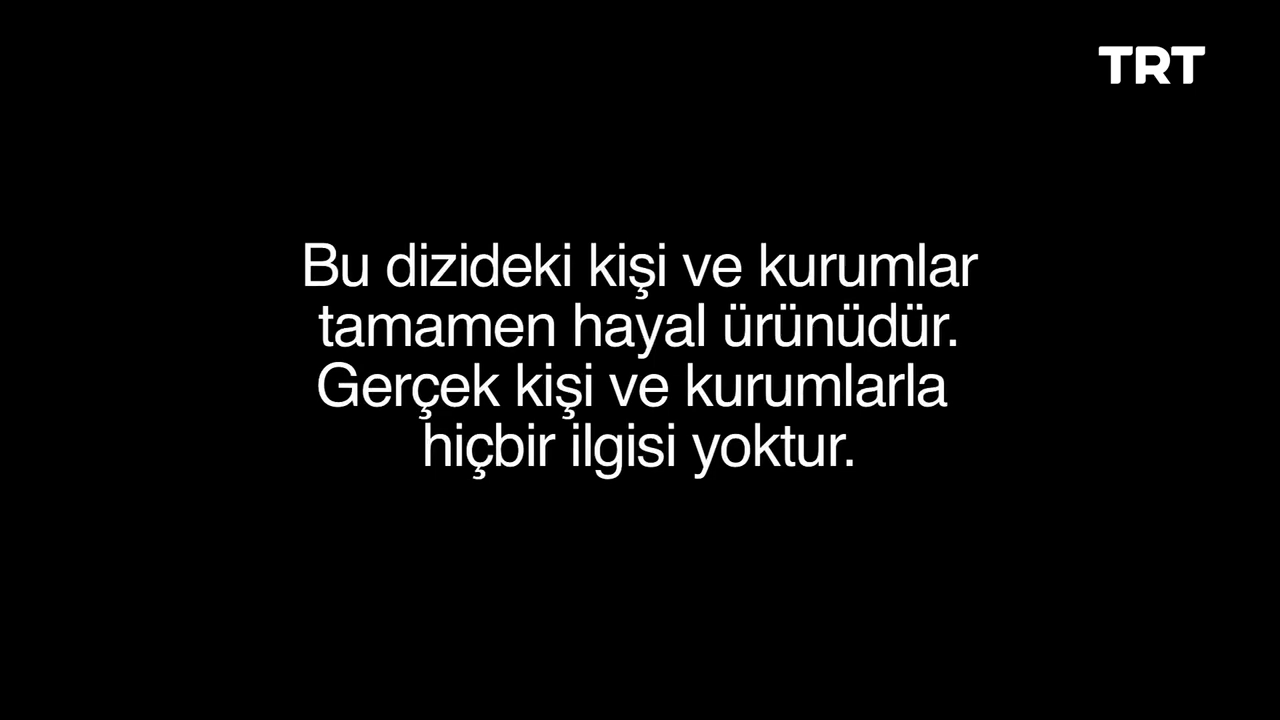 TRT
Bu dizideki kişi ve kurumlar
tamamen hayal ürünüdür.
Gerçek kişi ve kurumlarla
hiçbir ilgisi yoktur.